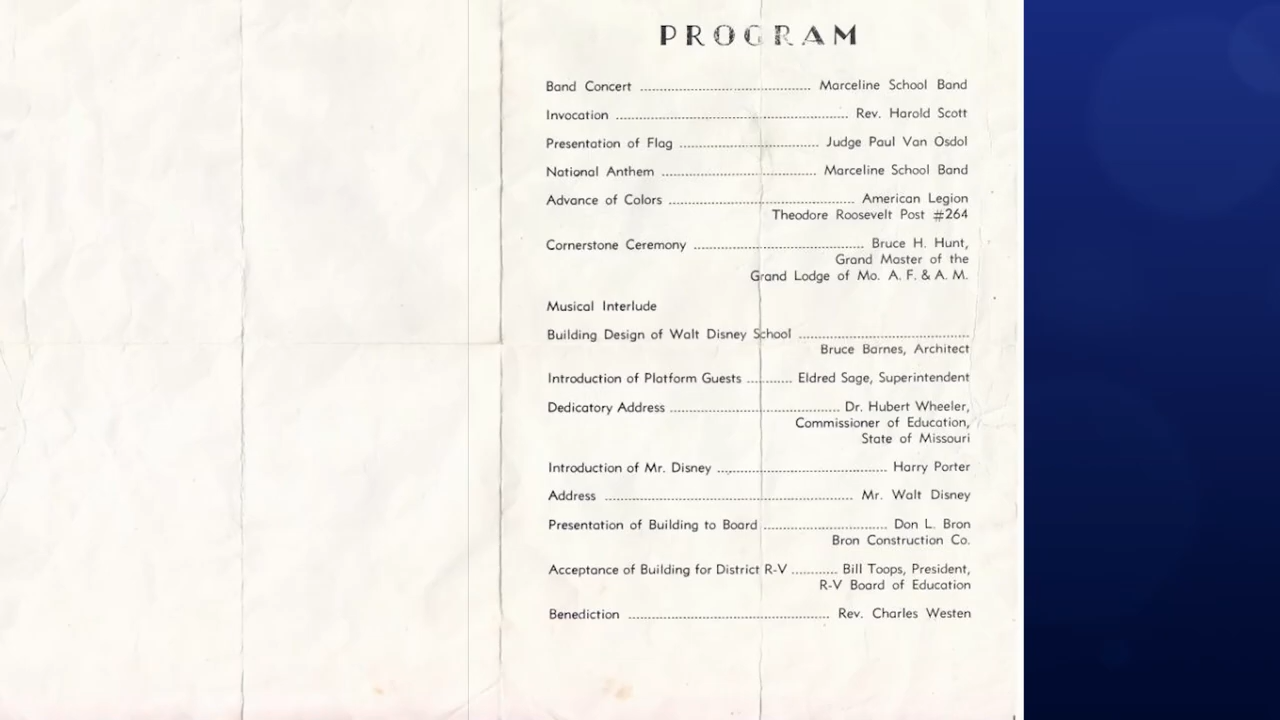 PROGRAM
Band Concert ........................................ Marceline School Band
Invocation ........................................ Rev. Harold Scott
Presentation of Flag ........................................ Judge Paul Van Osdol
National Anthem ........................................ Marceline School Band
Advance of Colors ........................................ American Legion
Theodore Roosevelt Post #264
Cornerstone Ceremony ........................................ Bruce H. Hunt,
Grand Master of the
Grand Lodge of Mo. A. F. & A. M.
Musical Interlude
Building Design of Walt Disney School ........................................
Bruce Barnes, Architect
Introduction of Platform Guests ........... Eldred Sage, Superintendent
Dedicatory Address ........................................ Dr. Hubert Wheeler,
Commissioner of Education,
State of Missouri
Introduction of Mr. Disney ........................................ Harry Porter
Address ........................................ Mr. Walt Disney
Presentation of Building to Board ............................ Don L. Bron
Bron Construction Co.
Acceptance of Building for District R-V ........... Bill Toops, President,
R-V Board of Education
Benediction ........................................ Rev. Charles Westen